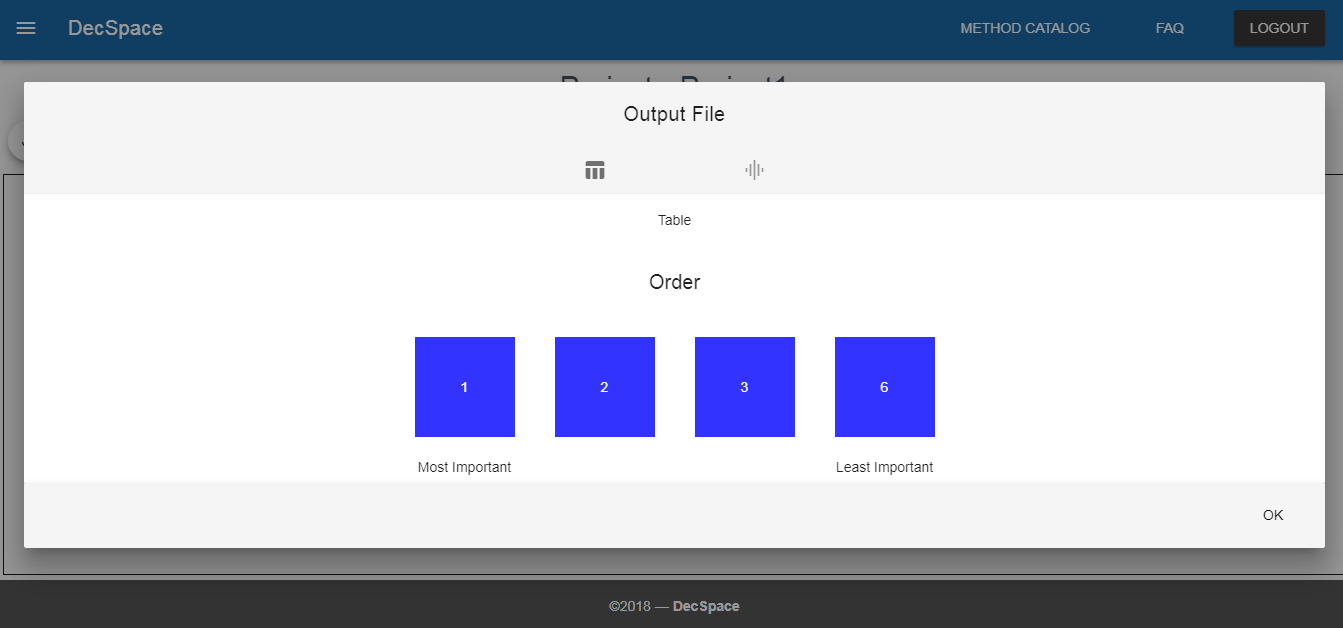 DecSpace
METHOD CATALOG
FAQ
LOGOUT
Output File
Table
Order
1 2 3 6
Most Important
Least Important
OK
©2018 — DecSpace